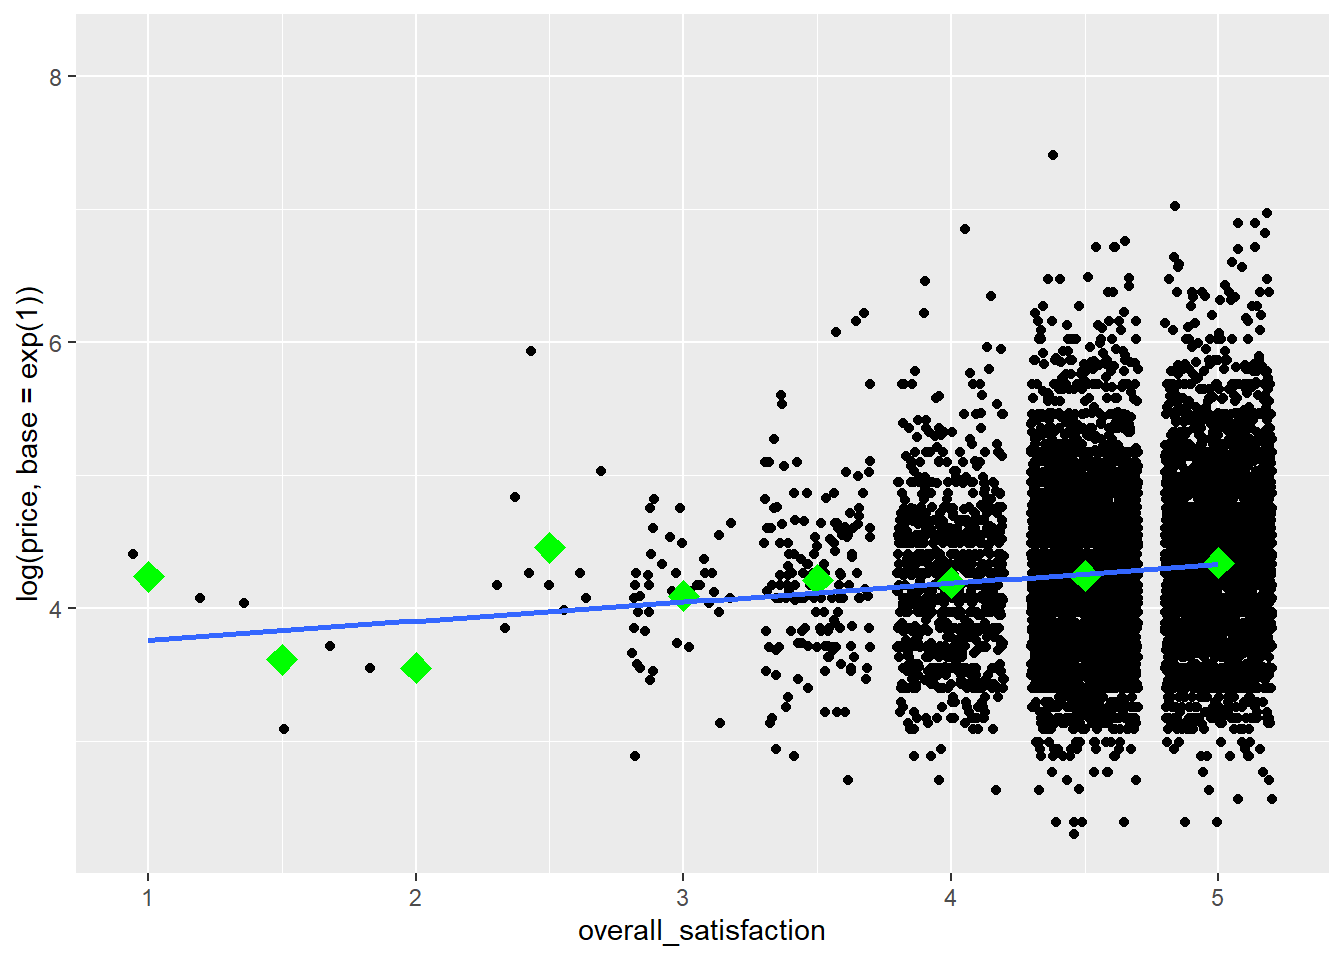 log(price, base = exp(1))
8
6
4
1 2 3 4 5
overall_satisfaction